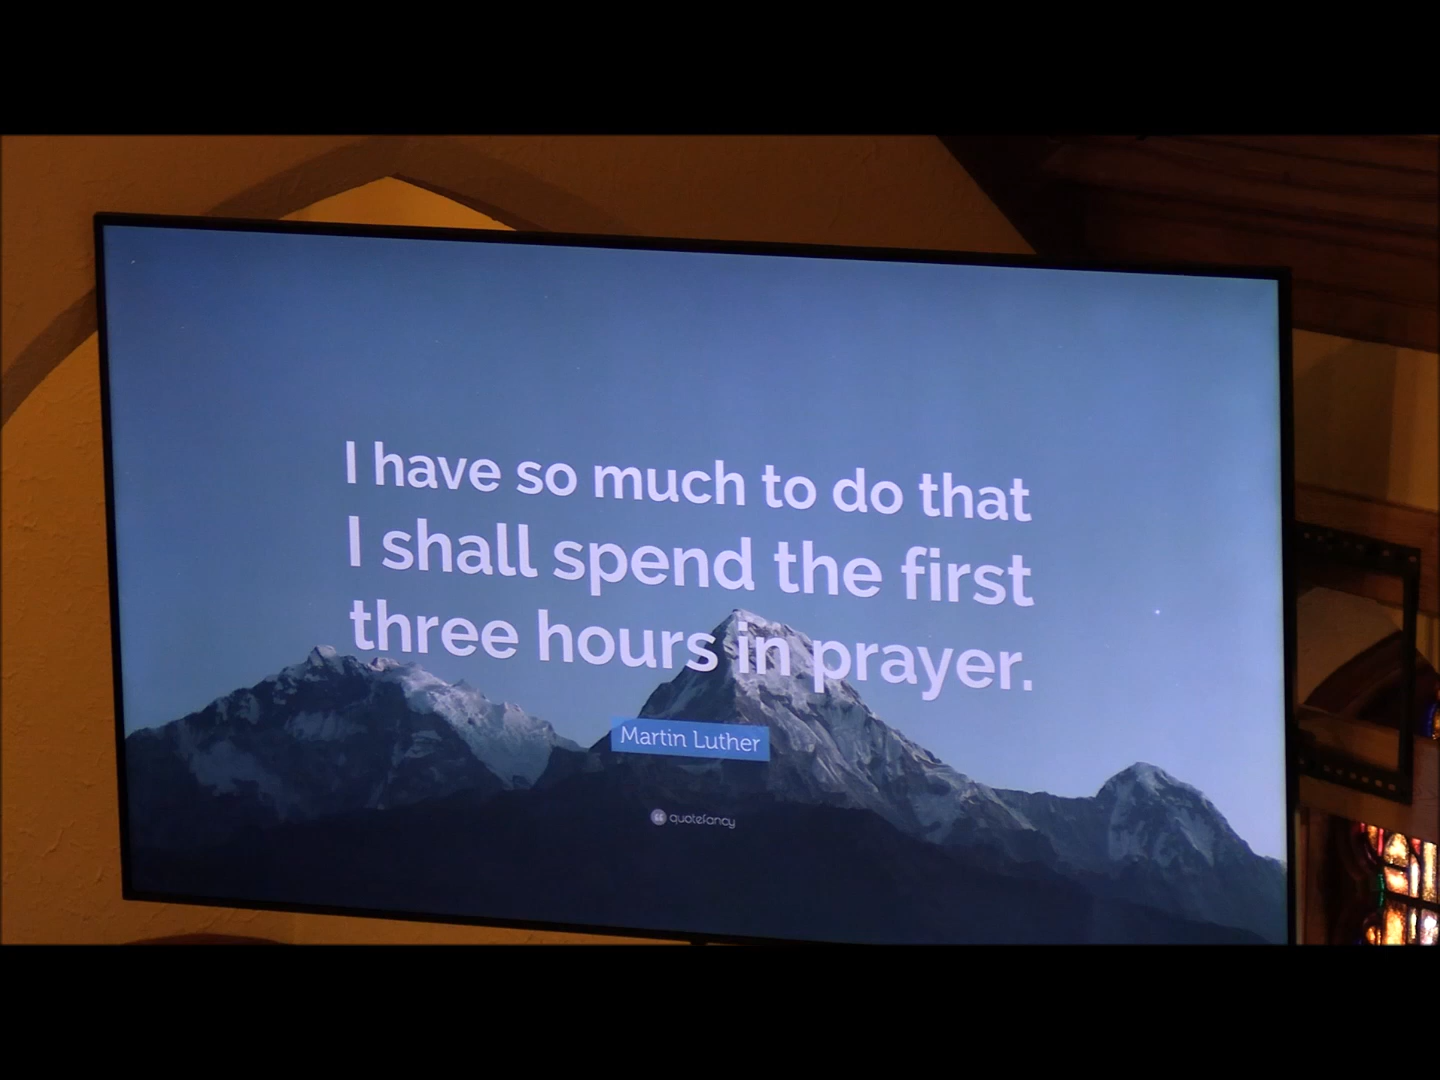 I have so much to do that
I shall spend the first
three hours in prayer.
Martin Luther
quotefancy